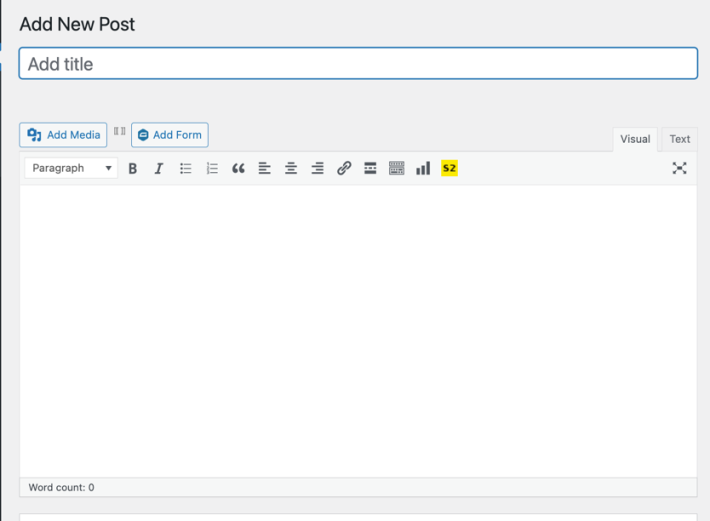 Add New Post
Add title
Add Media
Add Form
Visual
Text
Paragraph
B
I
S2
Word count: 0